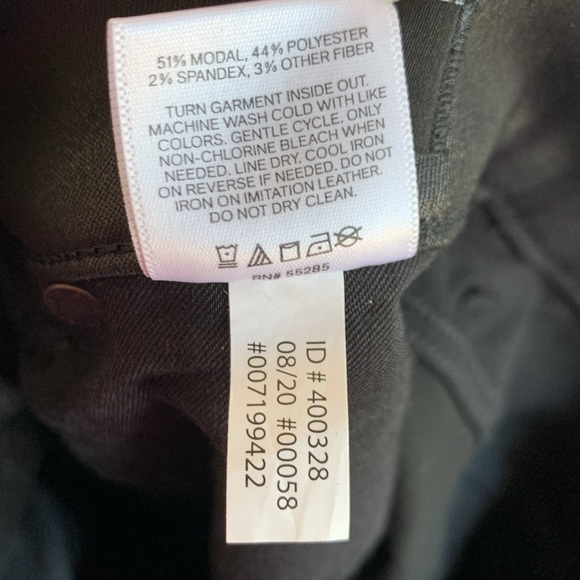 51% MODAL, 44% POLYESTER
2% SPANDEX, 3% OTHER FIBER
TURN GARMENT INSIDE OUT.
MACHINE WASH COLD WITH LIKE
COLORS. GENTLE CYCLE. ONLY
NON-CHLORINE BLEACH WHEN
NEEDED. LINE DRY. COOL IRON
ON REVERSE IF NEEDED. DO NOT
IRON ON IMITATION LEATHER.
DO NOT DRY CLEAN.
RN# 55285
ID # 400328
08/20 #00058
#007199422